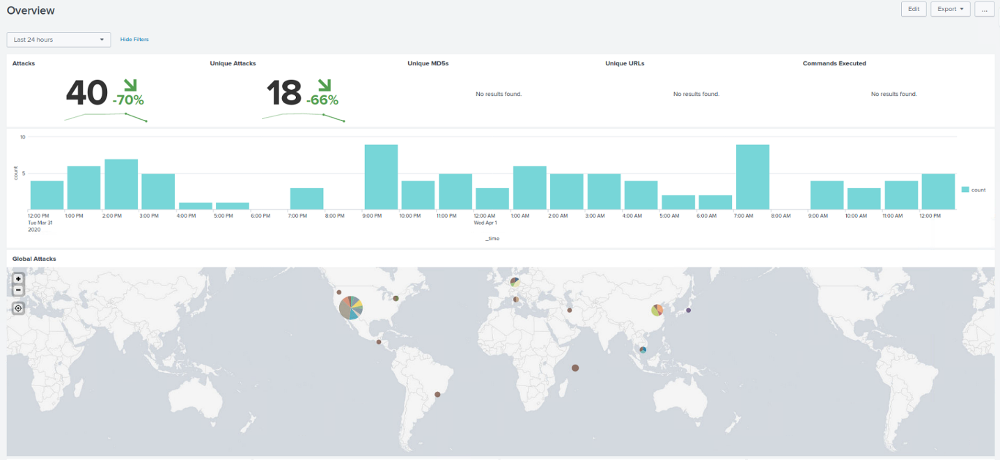 Overview
Edit
Export
...
Last 24 hours
Hide Filters
Attacks
Unique Attacks
Unique MD5s
Unique URLs
Commands Executed
40
-70%
18
-66%
No results found.
No results found.
No results found.
10
5
count
count
12:00 PM
1:00 PM
2:00 PM
3:00 PM
4:00 PM
5:00 PM
6:00 PM
7:00 PM
8:00 PM
9:00 PM
10:00 PM
11:00 PM
12:00 AM
1:00 AM
2:00 AM
3:00 AM
4:00 AM
5:00 AM
6:00 AM
7:00 AM
8:00 AM
9:00 AM
10:00 AM
11:00 AM
12:00 PM
Tue Mar 31
Wed Apr 1
2020
_time
Global Attacks
+
−